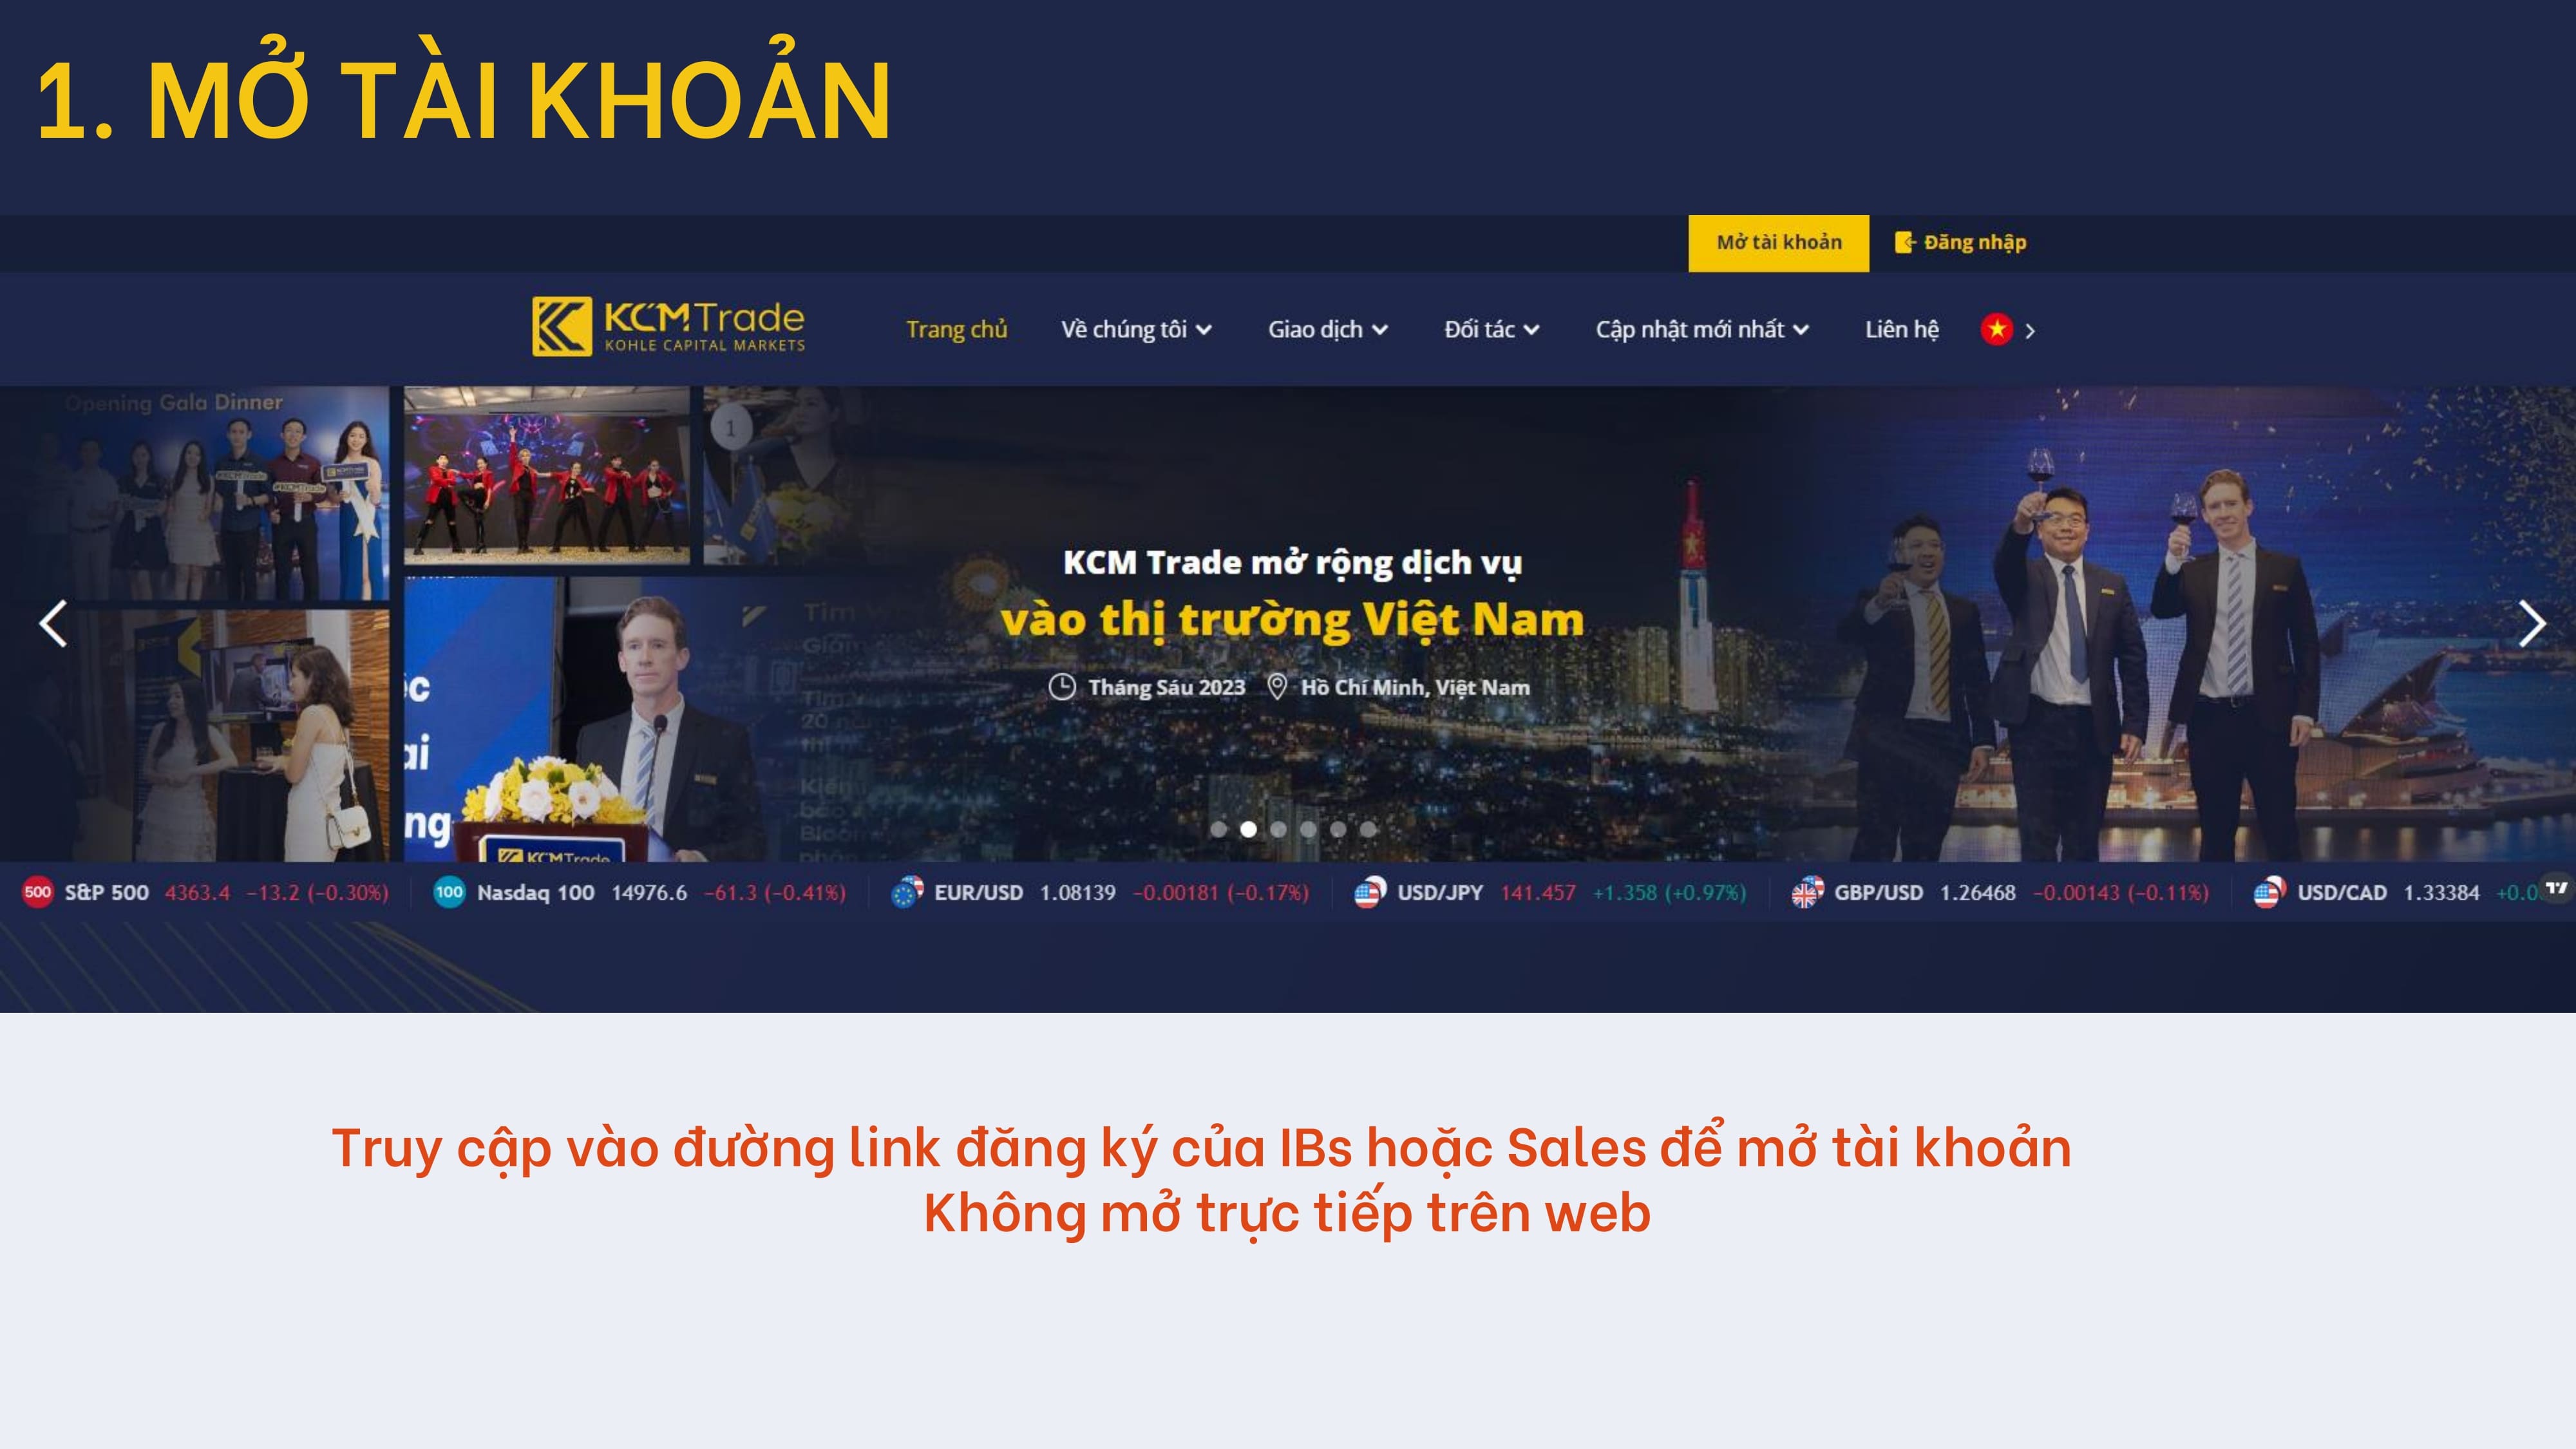 1. MỞ TÀI KHOẢN
Mở tài khoản Đăng nhập
KCMTrade
KOHLE CAPITAL MARKETS
Trang chủ Về chúng tôi Giao dịch Đối tác Cập nhật mới nhất Liên hệ
Opening Gala Dinner
1
KCM Trade mở rộng dịch vụ
vào thị trường Việt Nam
Tháng Sáu 2023 Hồ Chí Minh, Việt Nam
KCMTrade
500 S&P 500 4363.4 −13.2 (−0.30%) 100 Nasdaq 100 14976.6 −61.3 (−0.41%) EUR/USD 1.08139 −0.00181 (−0.17%) USD/JPY 141.457 +1.358 (+0.97%) GBP/USD 1.26468 −0.00143 (−0.11%) USD/CAD 1.33384
Truy cập vào đường link đăng ký của IBs hoặc Sales để mở tài khoản
Không mở trực tiếp trên web